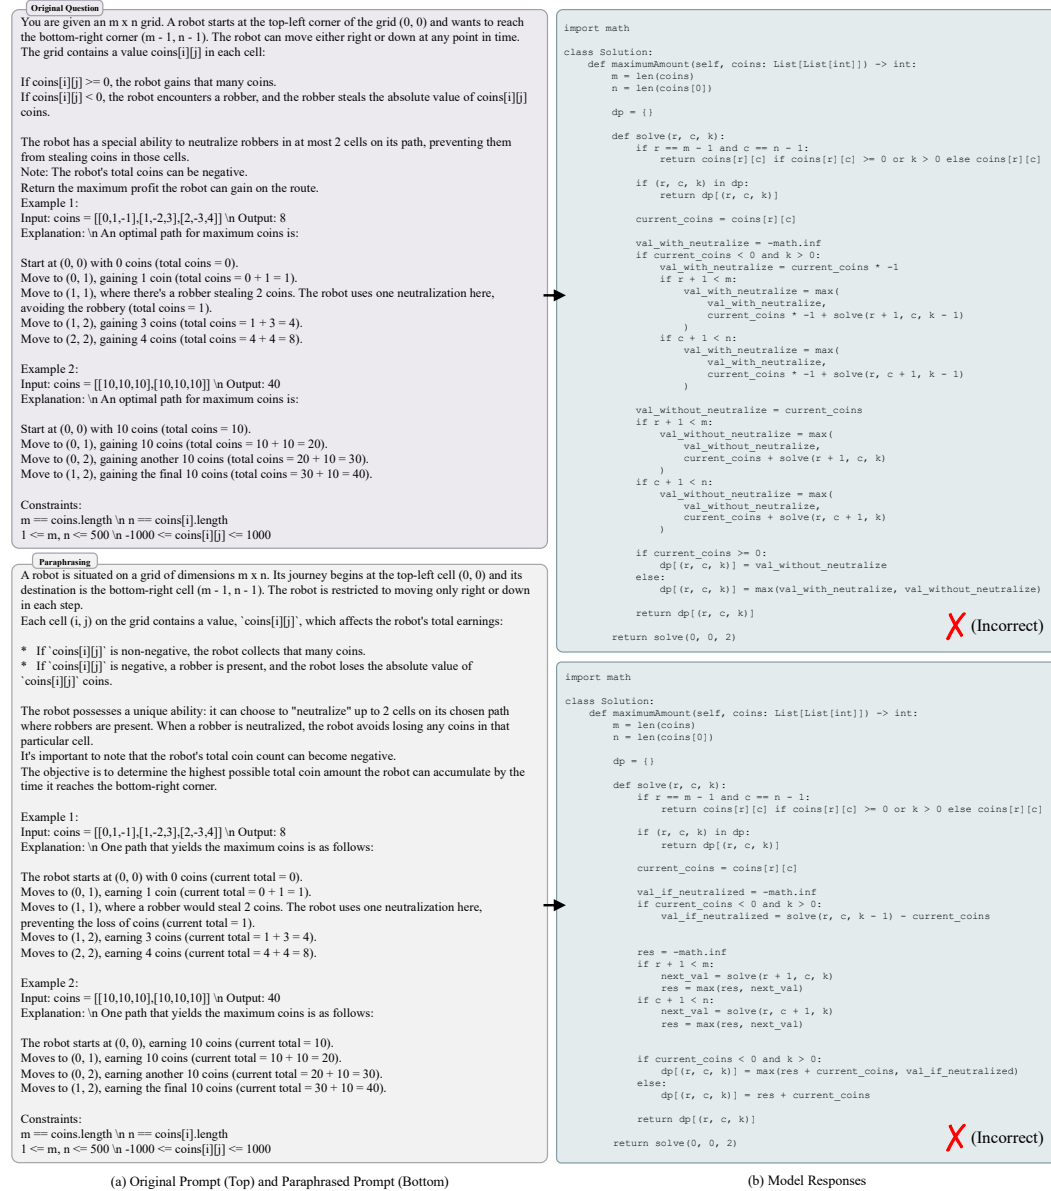 Original Question
You are given an m x n grid. A robot starts at the top-left corner of the grid (0, 0) and wants to reach
the bottom-right corner (m - 1, n - 1). The robot can move either right or down at any point in time.
The grid contains a value coins[i][j] in each cell:
If coins[i][j] >= 0, the robot gains that many coins.
If coins[i][j] < 0, the robot encounters a robber, and the robber steals the absolute value of coins[i][j]
coins.
The robot has a special ability to neutralize robbers in at most 2 cells on its path, preventing them
from stealing coins in those cells.
Note: The robot's total coins can be negative.
Return the maximum profit the robot can gain on the route.
Example 1:
Input: coins = [[0,1,-1],[1,-2,3],[2,-3,4]] \n Output: 8
Explanation: \n An optimal path for maximum coins is:
Start at (0, 0) with 0 coins (total coins = 0).
Move to (0, 1), gaining 1 coin (total coins = 0 + 1 = 1).
Move to (1, 1), where there's a robber stealing 2 coins. The robot uses one neutralization here,
avoiding the robbery (total coins = 1).
Move to (1, 2), gaining 3 coins (total coins = 1 + 3 = 4).
Move to (2, 2), gaining 4 coins (total coins = 4 + 4 = 8).
Example 2:
Input: coins = [[10,10,10],[10,10,10]] \n Output: 40
Explanation: \n An optimal path for maximum coins is:
Start at (0, 0) with 10 coins (total coins = 10).
Move to (0, 1), gaining 10 coins (total coins = 10 + 10 = 20).
Move to (0, 2), gaining another 10 coins (total coins = 20 + 10 = 30).
Move to (1, 2), gaining the final 10 coins (total coins = 30 + 10 = 40).
Constraints:
m == coins.length \n n == coins[i].length
1 <= m, n <= 500 \n -1000 <= coins[i][j] <= 1000
Paraphrasing
A robot is situated on a grid of dimensions m x n. Its journey begins at the top-left cell (0, 0) and its
destination is the bottom-right cell (m - 1, n - 1). The robot is restricted to moving only right or down
in each step.
Each cell (i, j) on the grid contains a value, `coins[i][j]`, which affects the robot's total earnings:
* If `coins[i][j]` is non-negative, the robot collects that many coins.
* If `coins[i][j]` is negative, a robber is present, and the robot loses the absolute value of
`coins[i][j]` coins.
The robot possesses a unique ability: it can choose to "neutralize" up to 2 cells on its chosen path
where robbers are present. When a robber is neutralized, the robot avoids losing any coins in that
particular cell.
It's important to note that the robot's total coin count can become negative.
The objective is to determine the highest possible total coin amount the robot can accumulate by the
time it reaches the bottom-right corner.
Example 1:
Input: coins = [[0,1,-1],[1,-2,3],[2,-3,4]] \n Output: 8
Explanation: \n One path that yields the maximum coins is as follows:
The robot starts at (0, 0) with 0 coins (current total = 0).
Moves to (0, 1), earning 1 coin (current total = 0 + 1 = 1).
Moves to (1, 1), where a robber would steal 2 coins. The robot uses one neutralization here,
preventing the loss of coins (current total = 1).
Moves to (1, 2), earning 3 coins (current total = 1 + 3 = 4).
Moves to (2, 2), earning 4 coins (current total = 4 + 4 = 8).
Example 2:
Input: coins = [[10,10,10],[10,10,10]] \n Output: 40
Explanation: \n One path that yields the maximum coins is as follows:
The robot starts at (0, 0), earning 10 coins (current total = 10).
Moves to (0, 1), earning 10 coins (current total = 10 + 10 = 20).
Moves to (0, 2), earning another 10 coins (current total = 20 + 10 = 30).
Moves to (1, 2), earning the final 10 coins (current total = 30 + 10 = 40).
Constraints:
m == coins.length \n n == coins[i].length
1 <= m, n <= 500 \n -1000 <= coins[i][j] <= 1000
(a) Original Prompt (Top) and Paraphrased Prompt (Bottom)
import math
class Solution:
def maximumAmount(self, coins: List[List[int]]) -> int:
m = len(coins)
n = len(coins[0])
dp = {}
def solve(r, c, k):
if r == m - 1 and c == n - 1:
return coins[r][c] if coins[r][c] >= 0 or k > 0 else coins[r][c]
if (r, c, k) in dp:
return dp[(r, c, k)]
current_coins = coins[r][c]
val_with_neutralize = -math.inf
if current_coins < 0 and k > 0:
val_with_neutralize = current_coins * -1
if r + 1 < m:
val_with_neutralize = max(
val_with_neutralize,
current_coins * -1 + solve(r + 1, c, k - 1)
)
if c + 1 < n:
val_with_neutralize = max(
val_with_neutralize,
current_coins * -1 + solve(r, c + 1, k - 1)
)
val_without_neutralize = current_coins
if r + 1 < m:
val_without_neutralize = max(
val_without_neutralize,
current_coins + solve(r + 1, c, k)
)
if c + 1 < n:
val_without_neutralize = max(
val_without_neutralize,
current_coins + solve(r, c + 1, k)
)
if current_coins >= 0:
dp[(r, c, k)] = val_without_neutralize
else:
dp[(r, c, k)] = max(val_with_neutralize, val_without_neutralize)
return dp[(r, c, k)]
return solve(0, 0, 2)
✗ (Incorrect)
import math
class Solution:
def maximumAmount(self, coins: List[List[int]]) -> int:
m = len(coins)
n = len(coins[0])
dp = {}
def solve(r, c, k):
if r == m - 1 and c == n - 1:
return coins[r][c] if coins[r][c] >= 0 or k > 0 else coins[r][c]
if (r, c, k) in dp:
return dp[(r, c, k)]
current_coins = coins[r][c]
val_if_neutralized = -math.inf
if current_coins < 0 and k > 0:
val_if_neutralized = solve(r, c, k - 1) - current_coins
res = -math.inf
if r + 1 < m:
next_val = solve(r + 1, c, k)
res = max(res, next_val)
if c + 1 < n:
next_val = solve(r, c + 1, k)
res = max(res, next_val)
if current_coins < 0 and k > 0:
dp[(r, c, k)] = max(res + current_coins, val_if_neutralized)
else:
dp[(r, c, k)] = res + current_coins
return dp[(r, c, k)]
return solve(0, 0, 2)
✗ (Incorrect)
(b) Model Responses